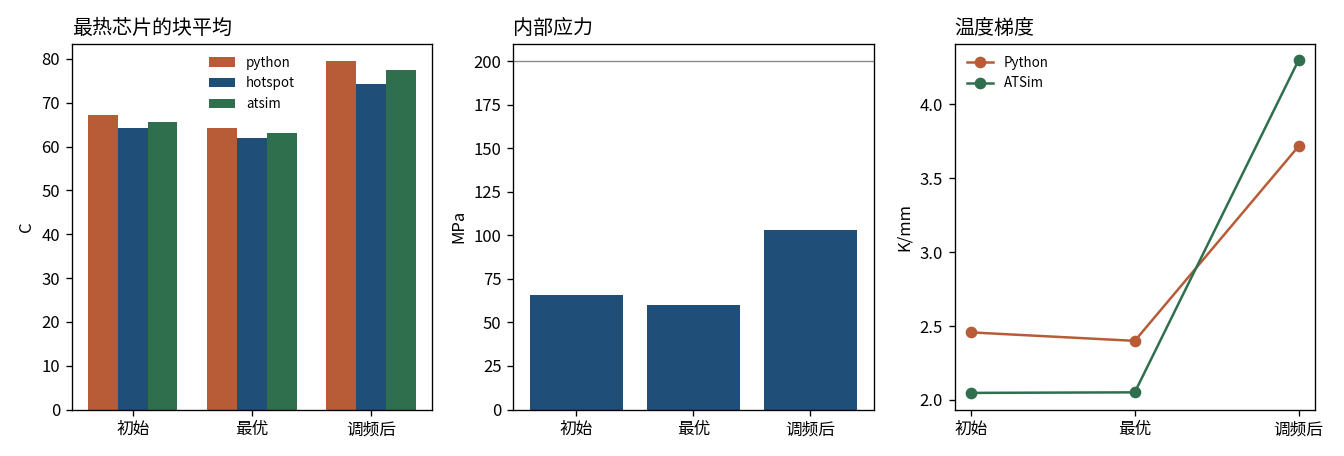 最热芯片的块平均
python
hotspot
atsim
C
80
70
60
50
40
30
20
10
0
初始
最优
调频后
内部应力
MPa
200
175
150
125
100
75
50
25
0
初始
最优
调频后
温度梯度
Python
ATSim
K/mm
4.0
3.5
3.0
2.5
2.0
初始
最优
调频后